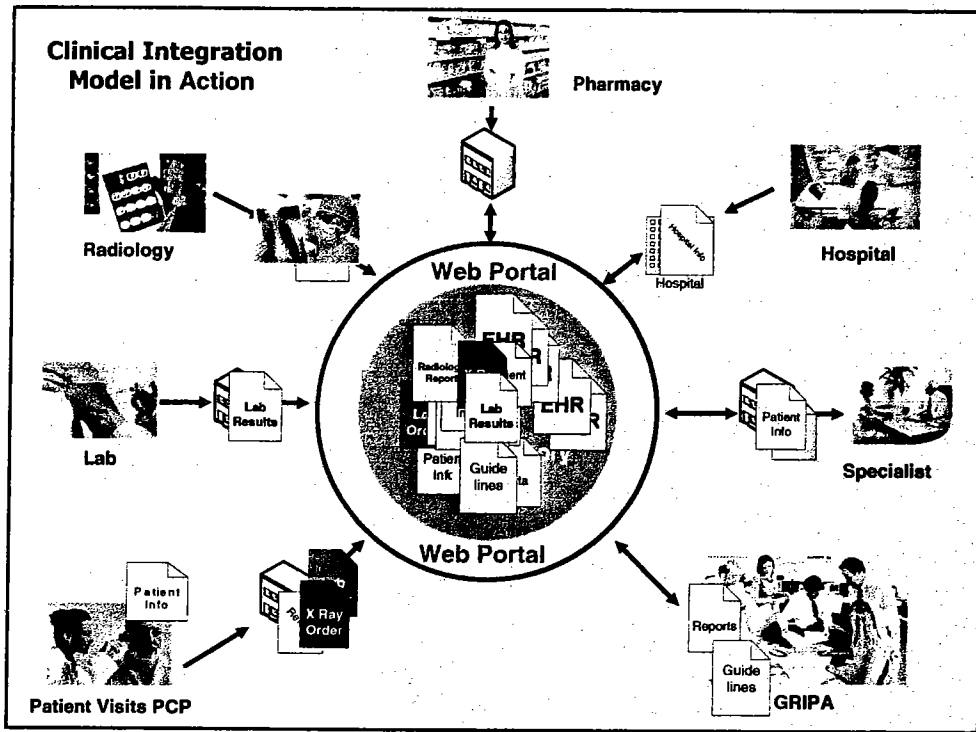 Clinical Integration
Model in Action
Pharmacy
Radiology
Hospital Info
Hospital
Hospital
Web Portal
EHR
Radiology
Report
Lab
Results
EHR
Patient
Info
Guide
lines
Web Portal
Lab
Results
Lab
Patient
Info
Specialist
Patient
Info
X Ray
Order
Patient Visits PCP
Reports
Guide
lines
GRIPA